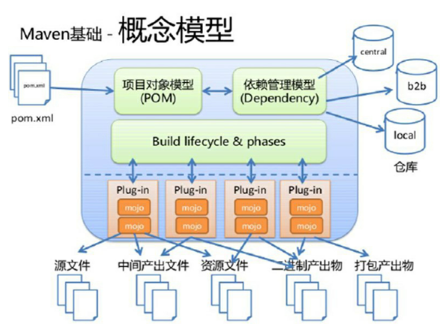 Maven基础 - 概念模型
central
pom.xml
项目对象模型
(POM)
依赖管理模型
(Dependency)
b2b
pom.xml
local
Build lifecycle & phases
仓库
Plug-in
Plug-in
Plug-in
Plug-in
mojo
mojo
mojo
mojo
mojo
mojo
mojo
mojo
源文件
中间产出文件
资源文件
二进制产出物
打包产出物